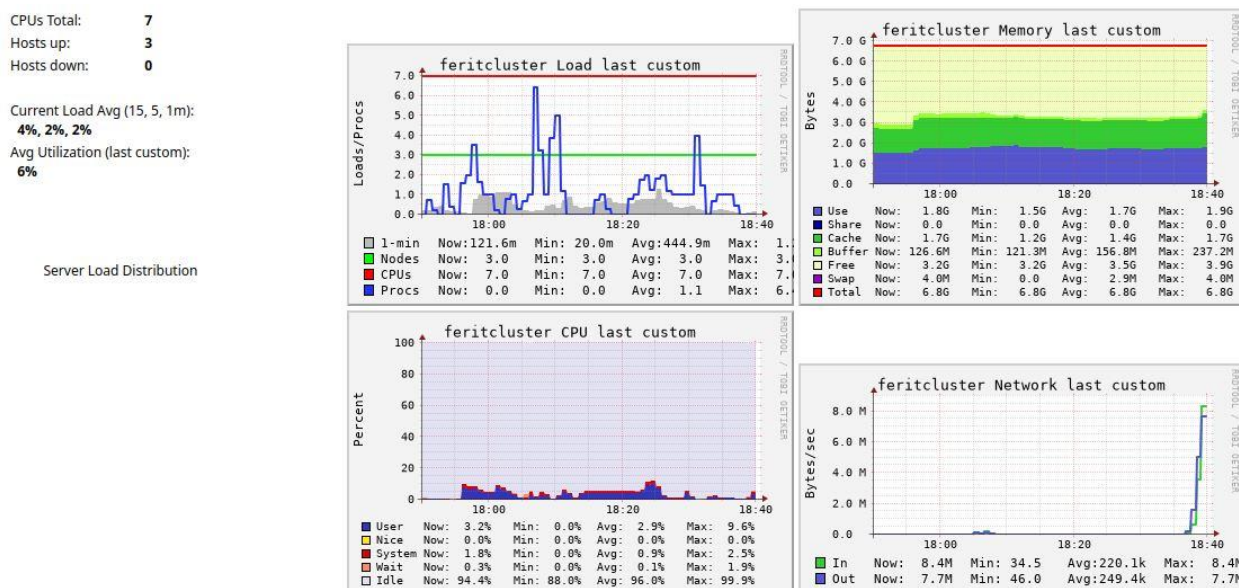 CPUs Total: 7
Hosts up: 3
Hosts down: 0
Current Load Avg (15, 5, 1m):
4%, 2%, 2%
Avg Utilization (last custom):
6%
Server Load Distribution
feritcluster Load last custom
RRDTOOL / TOBI OETIKER
Loads/Procs
7.0
6.0
5.0
4.0
3.0
2.0
1.0
0.0
18:00 18:20 18:40
1-min Now:121.6m Min: 20.0m Avg:444.9m Max: 1.
Nodes Now: 3.0 Min: 3.0 Avg: 3.0 Max: 3.
CPUs Now: 7.0 Min: 7.0 Avg: 7.0 Max: 7.
Procs Now: 0.0 Min: 0.0 Avg: 1.1 Max: 6.
feritcluster Memory last custom
RRDTOOL / TOBI OETIKER
Bytes
7.0 G
6.0 G
5.0 G
4.0 G
3.0 G
2.0 G
1.0 G
0.0
18:00 18:20 18:40
Use Now: 1.8G Min: 1.5G Avg: 1.7G Max: 1.9G
Share Now: 0.0 Min: 0.0 Avg: 0.0 Max: 0.0
Cache Now: 1.7G Min: 1.2G Avg: 1.4G Max: 1.7G
Buffer Now: 126.6M Min: 121.3M Avg: 156.8M Max: 237.2M
Free Now: 3.2G Min: 3.2G Avg: 3.5G Max: 3.9G
Swap Now: 4.0M Min: 0.0 Avg: 2.9M Max: 4.0M
Total Now: 6.8G Min: 6.8G Avg: 6.8G Max: 6.8G
feritcluster CPU last custom
RRDTOOL / TOBI OETIKER
Percent
100
80
60
40
20
0
18:00 18:20 18:40
User Now: 3.2% Min: 0.0% Avg: 2.9% Max: 9.6%
Nice Now: 0.0% Min: 0.0% Avg: 0.0% Max: 0.0%
System Now: 1.8% Min: 0.0% Avg: 0.9% Max: 2.5%
Wait Now: 0.3% Min: 0.0% Avg: 0.1% Max: 1.9%
Idle Now: 94.4% Min: 88.0% Avg: 96.0% Max: 99.9%
feritcluster Network last custom
RRDTOOL / TOBI OETIKER
Bytes/sec
8.0 M
6.0 M
4.0 M
2.0 M
0.0
18:00 18:20 18:40
In Now: 8.4M Min: 34.5 Avg:220.1k Max: 8.4M
Out Now: 7.7M Min: 46.0 Avg:249.4k Max: 7.7M